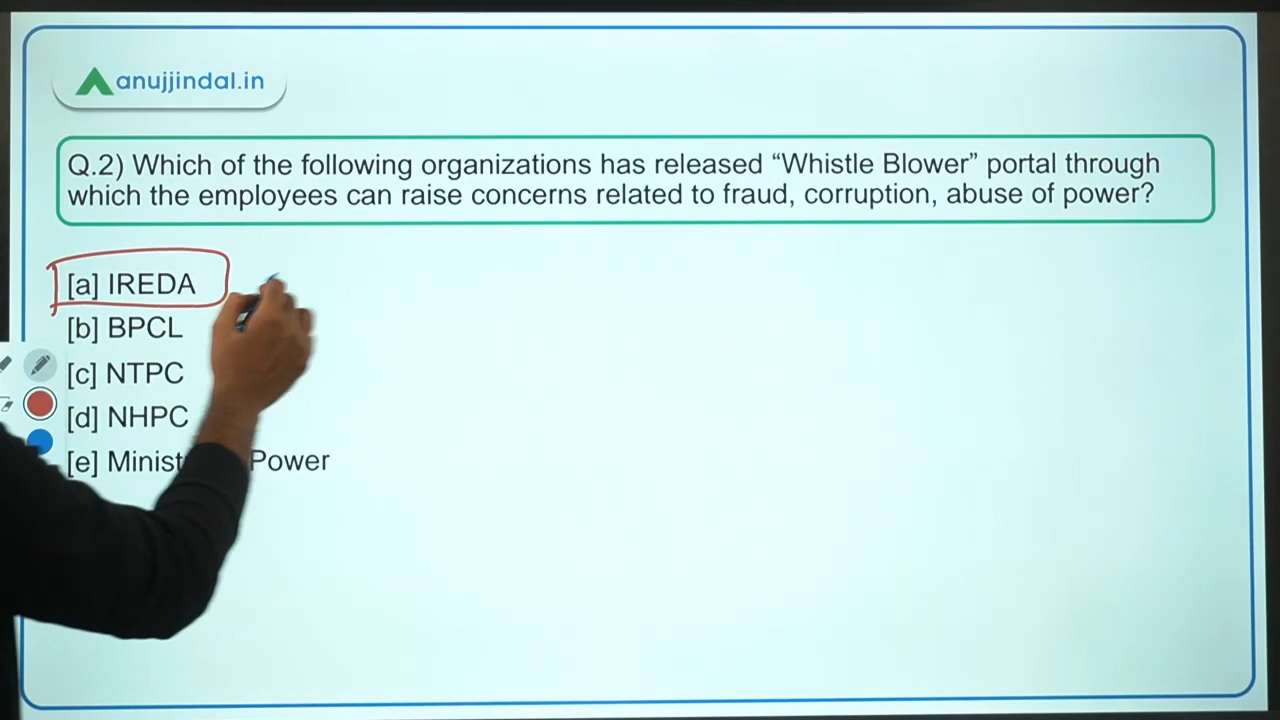 anujjindal.in
Q.2) Which of the following organizations has released “Whistle Blower” portal through
which the employees can raise concerns related to fraud, corruption, abuse of power?
[a] IREDA
[b] BPCL
[c] NTPC
[d] NHPC
[e] Power